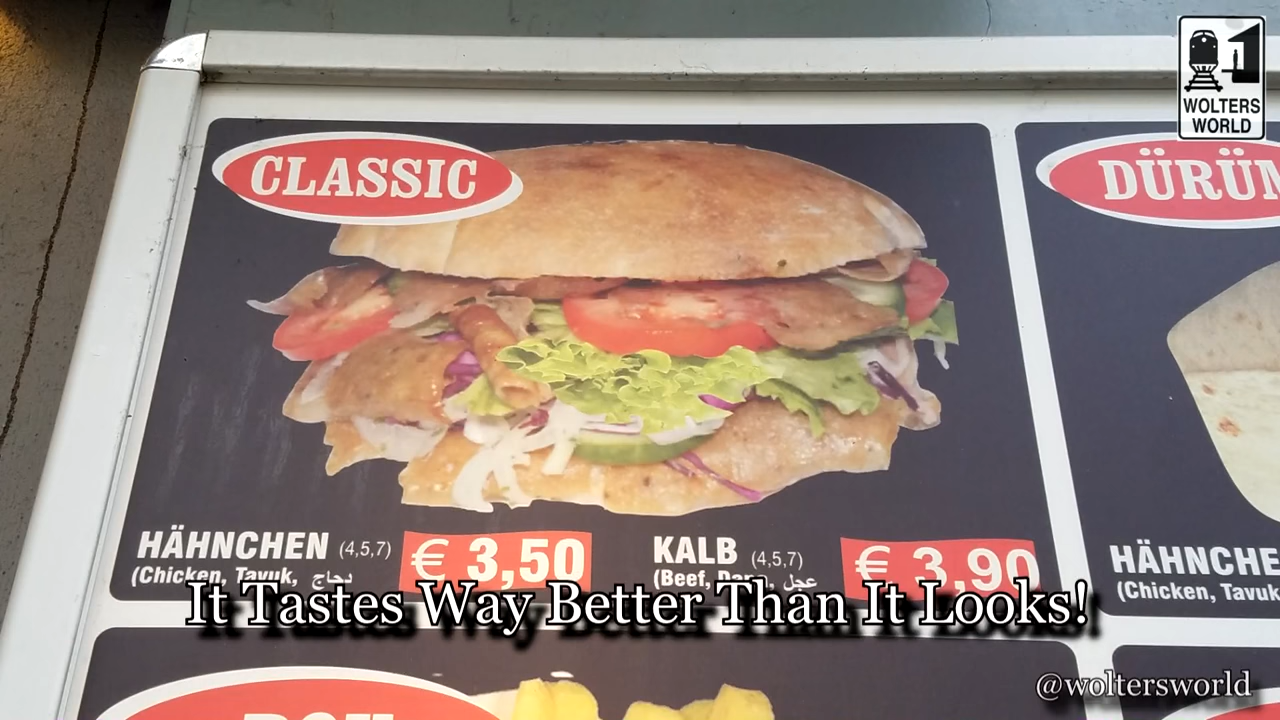 WOLTERS
WORLD
CLASSIC
HÄHNCHEN (4,5,7)
(Chicken, Tavuk, دجاج
€ 3,50
KALB (4,5,7)
(Beef, عجل
€ 3,90
HÄHNCHE
(Chicken, Tavuk
It Tastes Way Better Than It Looks!
@woltersworld